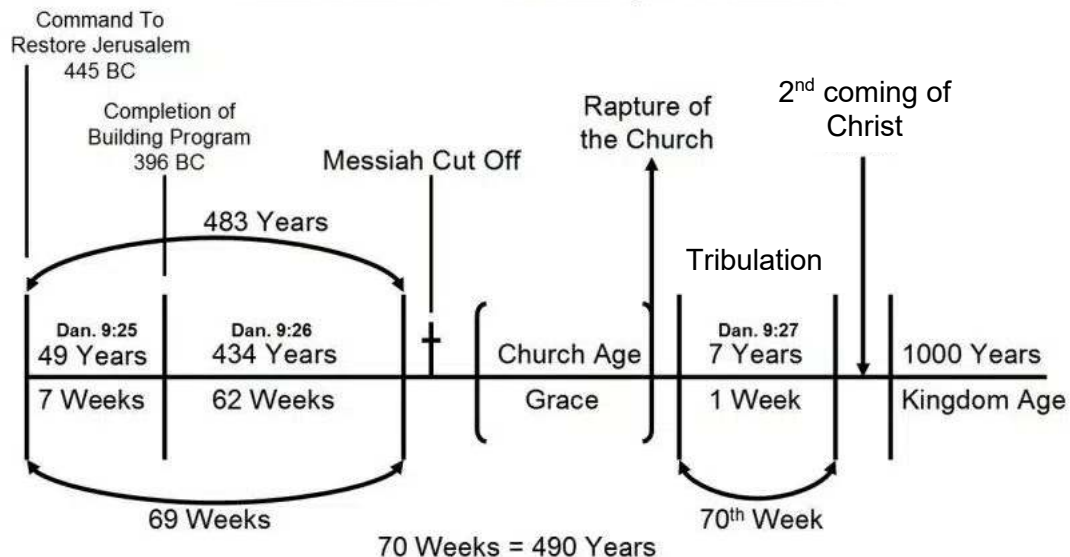 Command To
Restore Jerusalem
445 BC
Completion of
Building Program
396 BC
Messiah Cut Off
Rapture of
the Church
2nd coming of
Christ
483 Years
Tribulation
Dan. 9:25
49 Years
7 Weeks
Dan. 9:26
434 Years
62 Weeks
Church Age
Grace
Dan. 9:27
7 Years
1 Week
1000 Years
Kingdom Age
69 Weeks
70th Week
70 Weeks = 490 Years